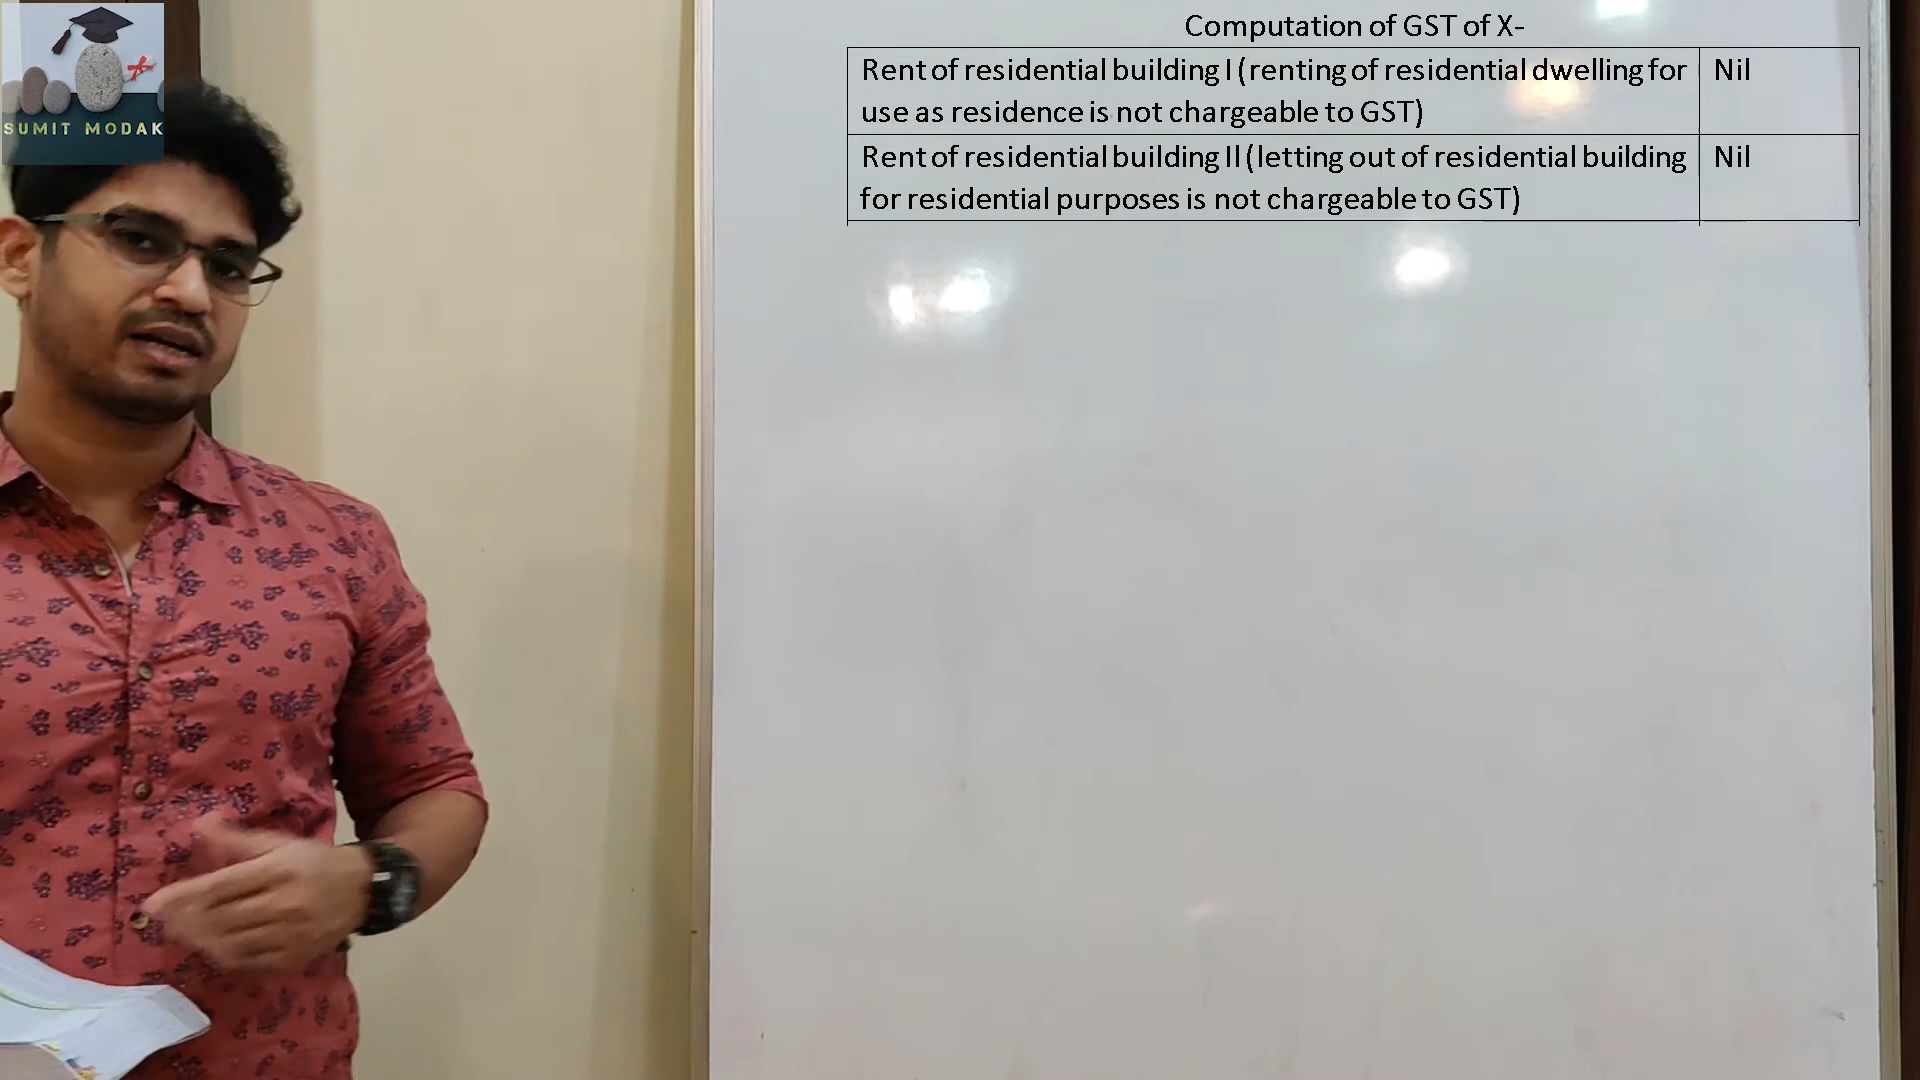 SUMIT MODAK
Computation of GST of X-
Rent of residential building I (renting of residential dwelling for
use as residence is not chargeable to GST)
Nil
Rent of residential building II (letting out of residential building
for residential purposes is not chargeable to GST)
Nil